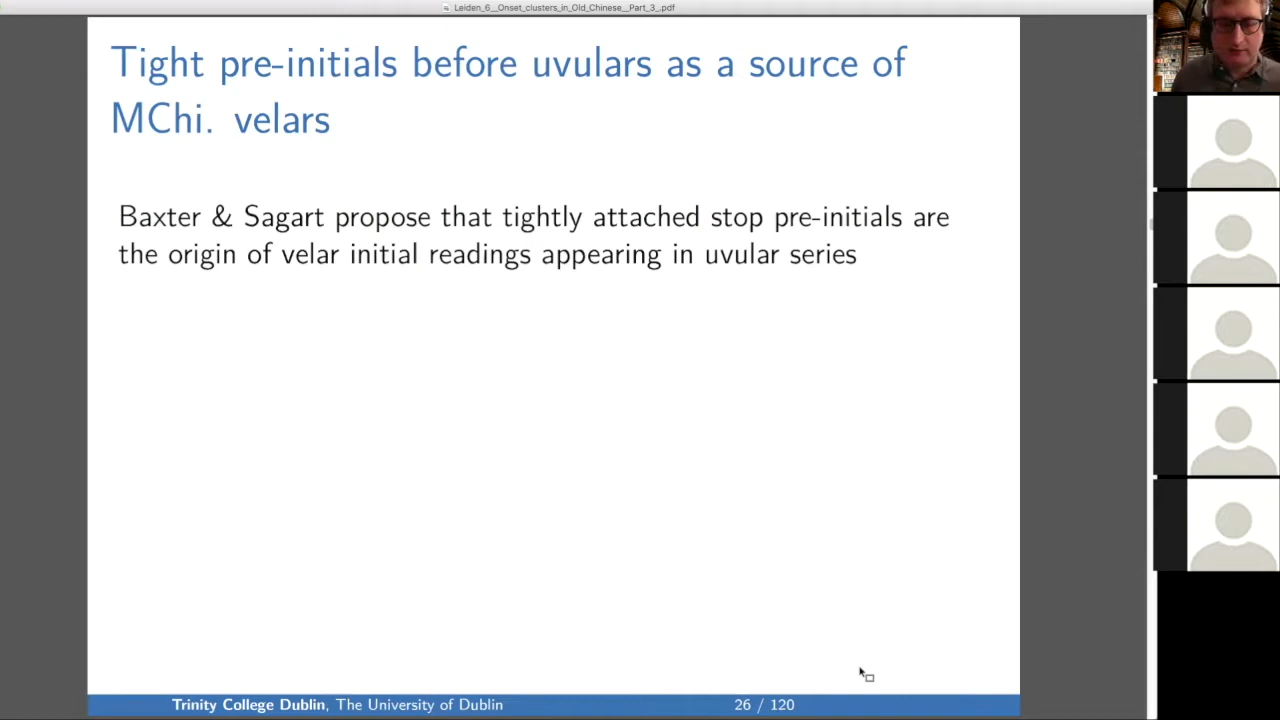 Leiden_6__Onset_clusters_in_Old_Chinese__Part_3_.pdf
Tight pre-initials before uvulars as a source of
MChi. velars
Baxter & Sagart propose that tightly attached stop pre-initials are
the origin of velar initial readings appearing in uvular series
Trinity College Dublin, The University of Dublin 26 / 120